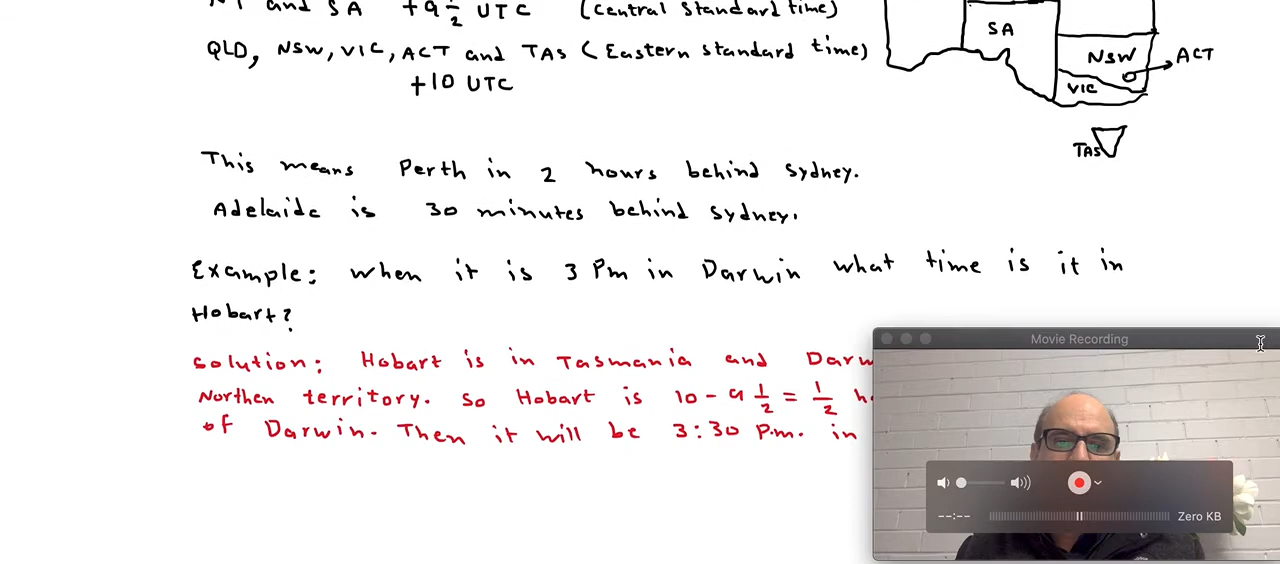 and SA +9 1/2 UTC (Central Standard time)
QLD, NSW, VIC, ACT and TAS (Eastern standard time)
+10 UTC
SA
NSW
ACT
VIC
TAS
This means Perth in 2 hours behind Sydney.
Adelaide is 30 minutes behind Sydney.
Example: when it is 3 Pm in Darwin what time is it in
Hobart?
Solution: Hobart is in Tasmania and
Northen territory. So Hobart is 10 - 9 1/2 = 1/2
of Darwin. Then it will be 3:30 P.m. in
Movie Recording
--:--
Zero KB